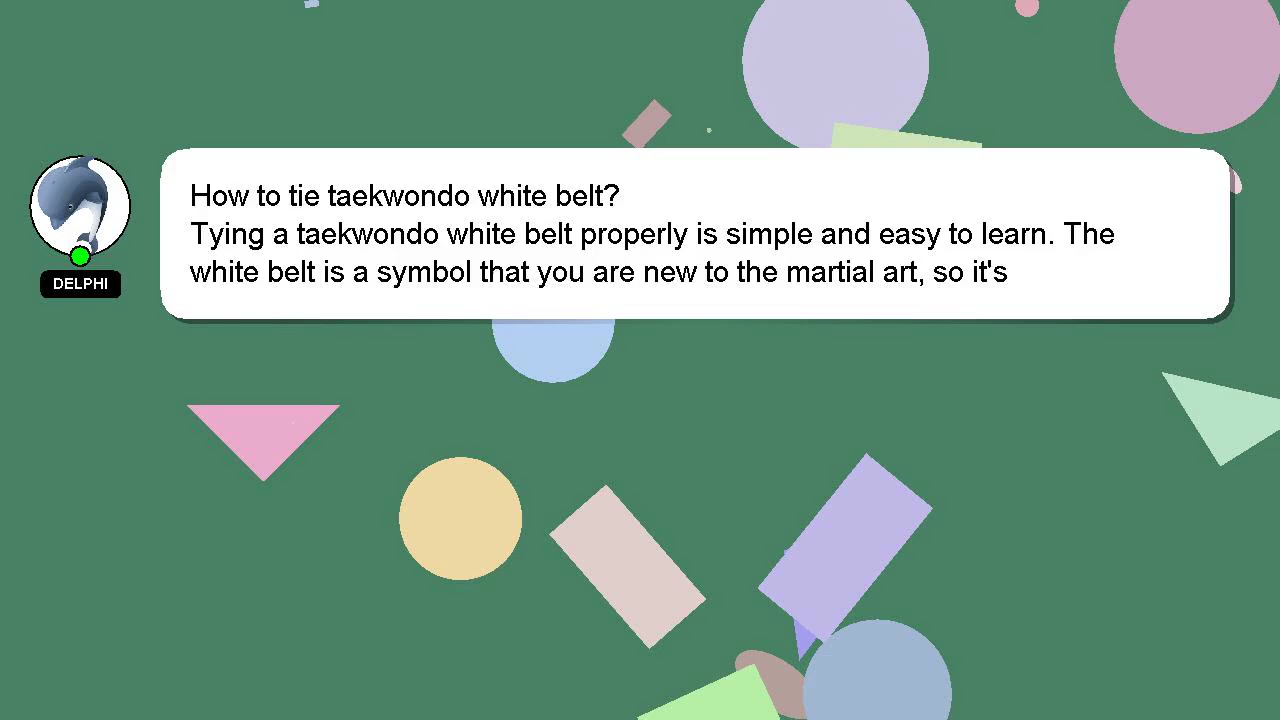 How to tie taekwondo white belt?
Tying a taekwondo white belt properly is simple and easy to learn. The
white belt is a symbol that you are new to the martial art, so it's
DELPHI